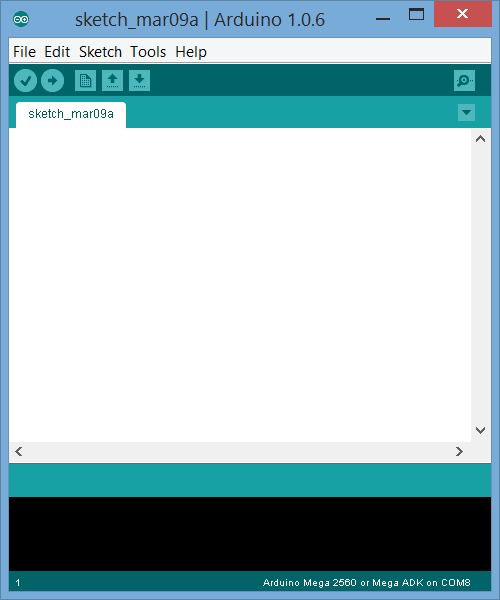 sketch_mar09a | Arduino 1.0.6
File Edit Sketch Tools Help
sketch_mar09a
1 Arduino Mega 2560 or Mega ADK on COM8